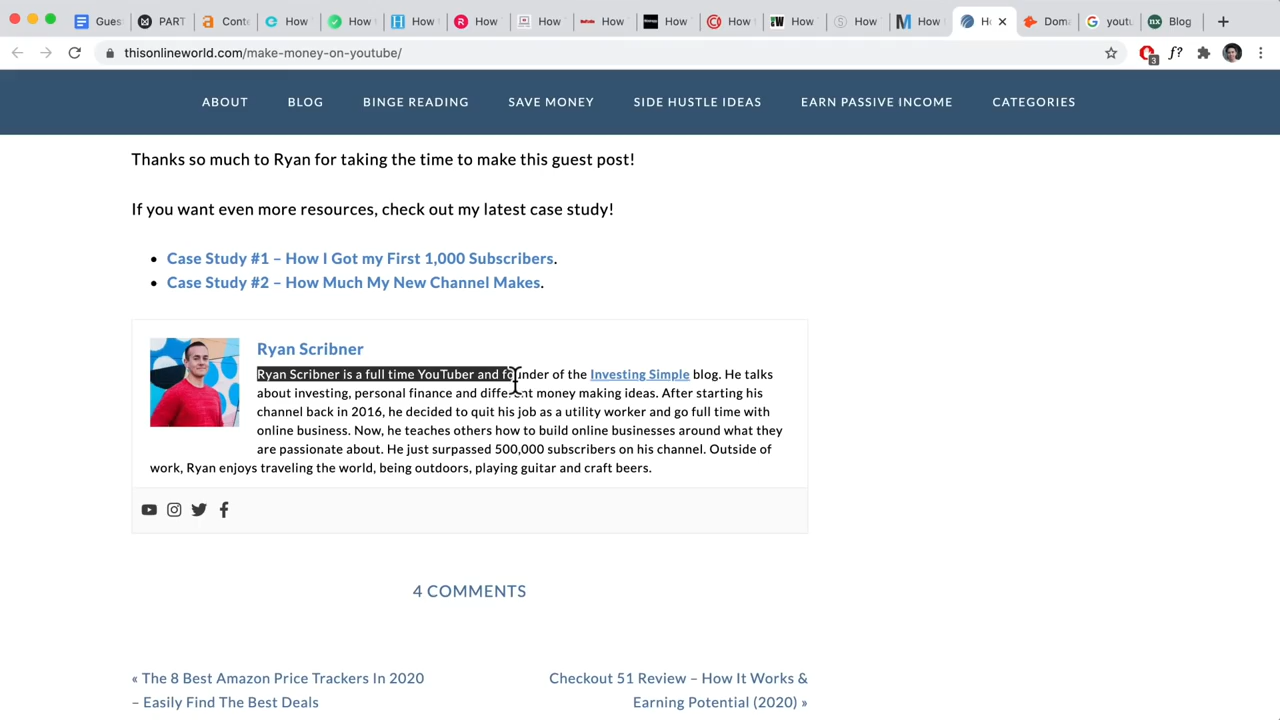 Guess
PART
Conte
How
How
How
How
How
How
How
How
How
How
How
He
Doma
yout
Blog
thisonlineworld.com/make-money-on-youtube/
3
f?
ABOUT BLOG BINGE READING SAVE MONEY SIDE HUSTLE IDEAS EARN PASSIVE INCOME CATEGORIES
Thanks so much to Ryan for taking the time to make this guest post!
If you want even more resources, check out my latest case study!
• Case Study #1 – How I Got my First 1,000 Subscribers.
• Case Study #2 – How Much My New Channel Makes.
Ryan Scribner
Ryan Scribner is a full time YouTuber and founder of the Investing Simple blog. He talks
about investing, personal finance and different money making ideas. After starting his
channel back in 2016, he decided to quit his job as a utility worker and go full time with
online business. Now, he teaches others how to build online businesses around what they
are passionate about. He just surpassed 500,000 subscribers on his channel. Outside of
work, Ryan enjoys traveling the world, being outdoors, playing guitar and craft beers.
4 COMMENTS
« The 8 Best Amazon Price Trackers In 2020
– Easily Find The Best Deals
Checkout 51 Review – How It Works &
Earning Potential (2020) »